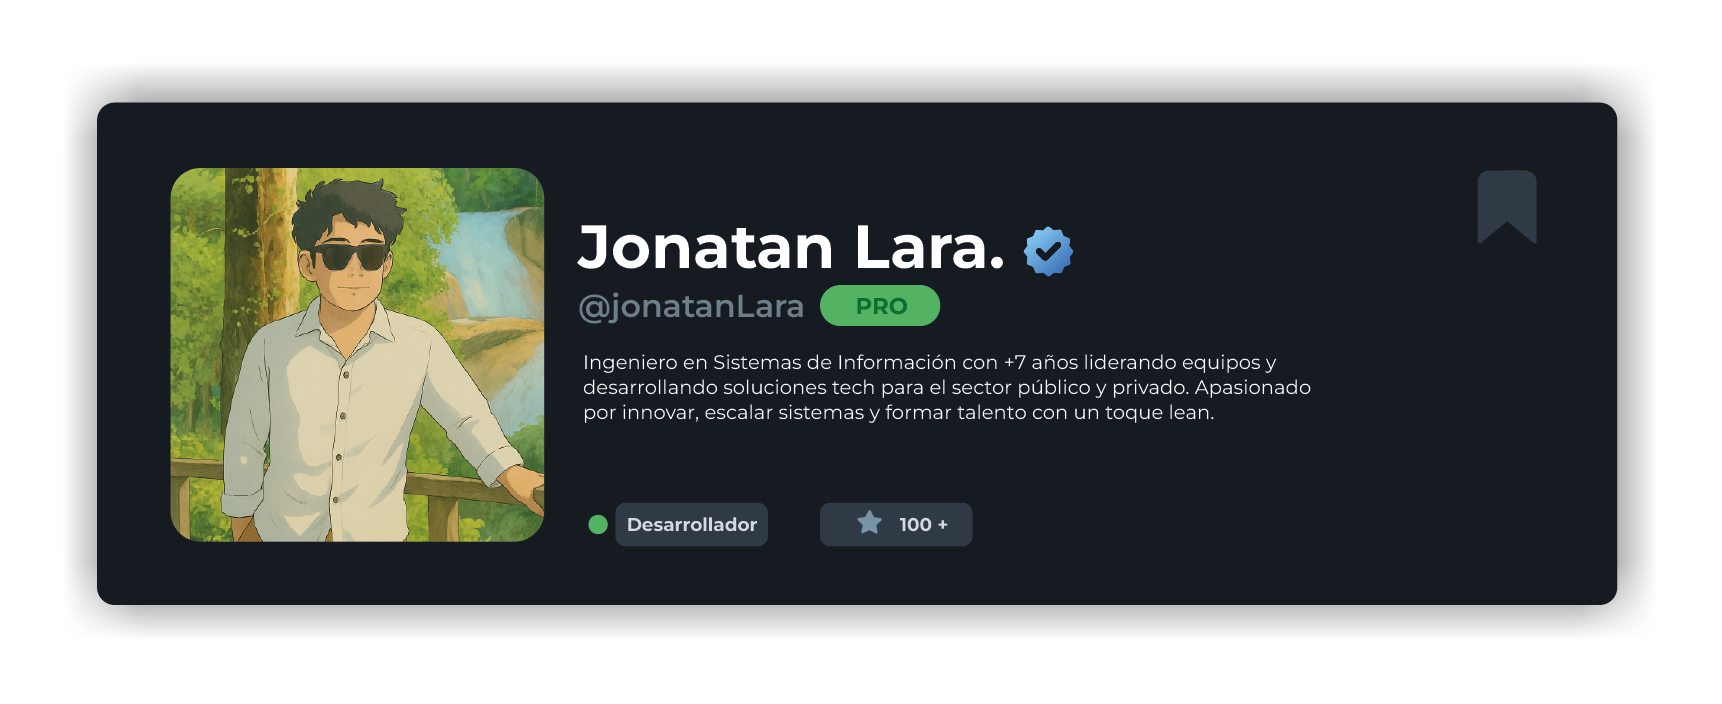 Jonatan Lara.
@jonatanLara PRO
Ingeniero en Sistemas de Información con +7 años liderando equipos y
desarrollando soluciones tech para el sector público y privado. Apasionado
por innovar, escalar sistemas y formar talento con un toque lean.
Desarrollador 100 +